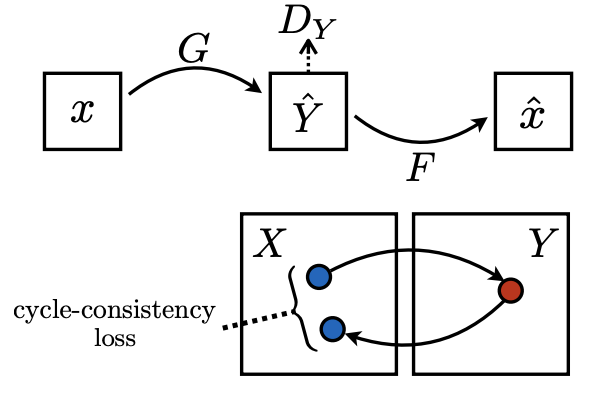 D_Y
G
x
Ŷ
x̂
F
X
Y
cycle-consistency
loss